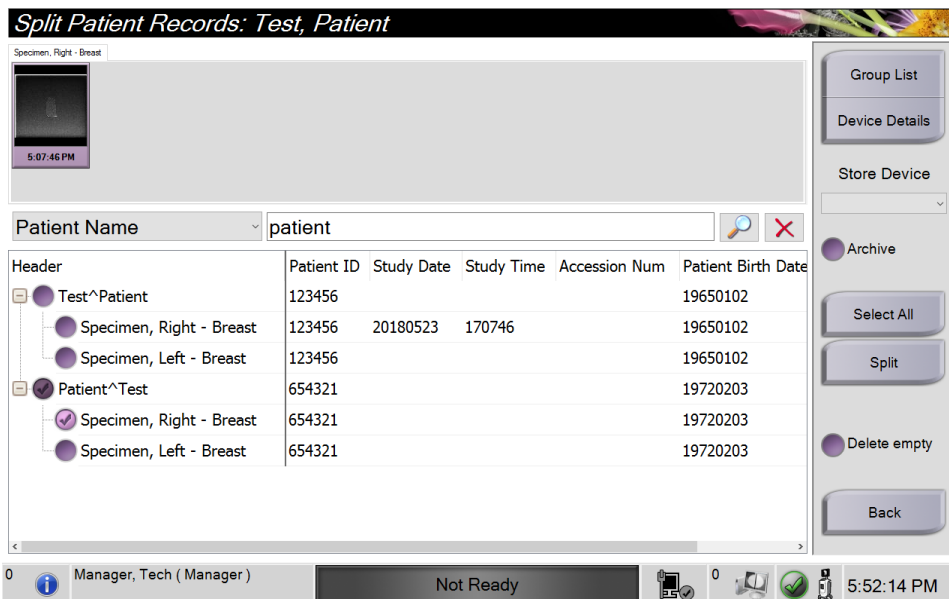 Split Patient Records: Test, Patient
Specimen, Right - Breast
5:07:46 PM
Group List
Device Details
Store Device
Patient Name patient
Archive
Header Patient ID Study Date Study Time Accession Num Patient Birth Date
Test^Patient 123456 19650102
Specimen, Right - Breast 123456 20180523 170746 19650102
Select All
Specimen, Left - Breast 123456 19650102
Split
Patient^Test 654321 19720203
Specimen, Right - Breast 654321 19720203
Specimen, Left - Breast 654321 19720203
Delete empty
Back
0 Manager, Tech ( Manager ) Not Ready 0 5:52:14 PM